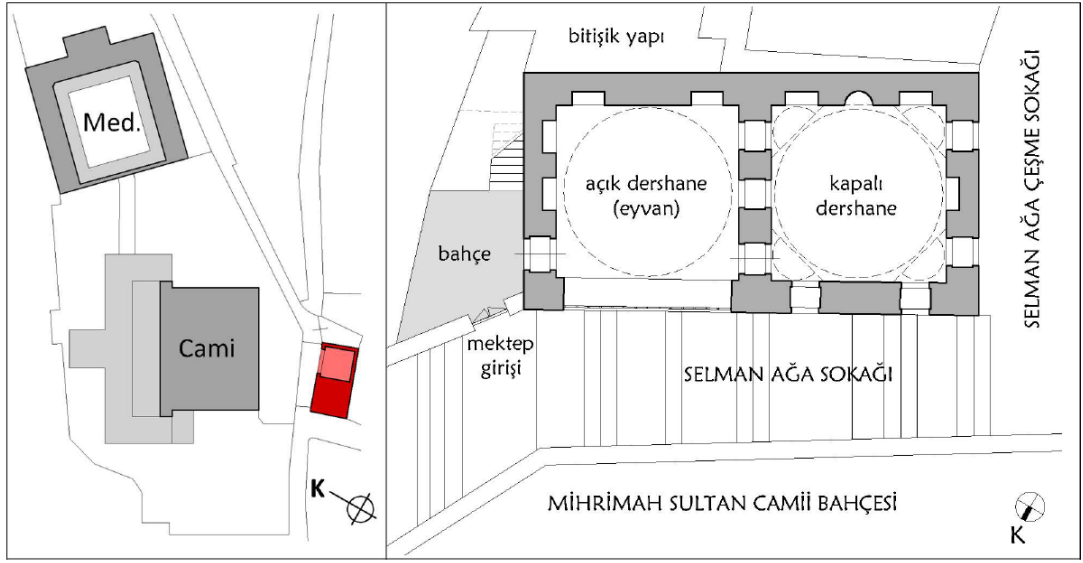 Med.
Cami
K
bitişik yapı
açık dershane
(eyvan)
kapalı
dershane
bahçe
mektep
girişi
SELMAN AĞA SOKAĞI
SELMAN AĞA ÇEŞME SOKAĞI
MİHRİMAH SULTAN CAMİİ BAHÇESİ
K